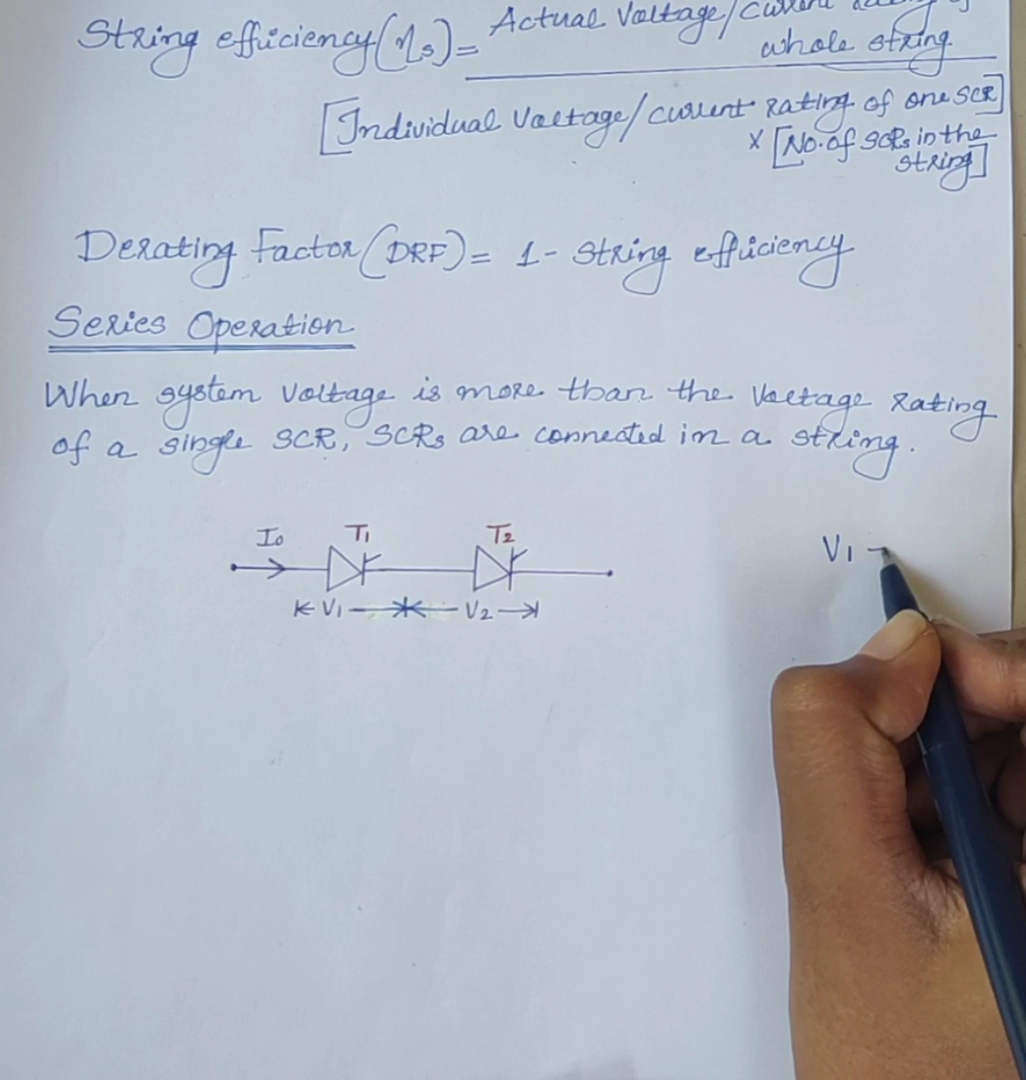 String efficiency (ηs) = Actual Voltage/current
whole string
[Individual Voltage/current Rating of one SCR]
x [No. of SCRs in the
string]
Derating Factor (DRF) = 1 - String efficiency
Series Operation
When system voltage is more than the Voltage Rating
of a single SCR, SCRs are connected in a string.
Io T1 T2
V1 V2
V1 -